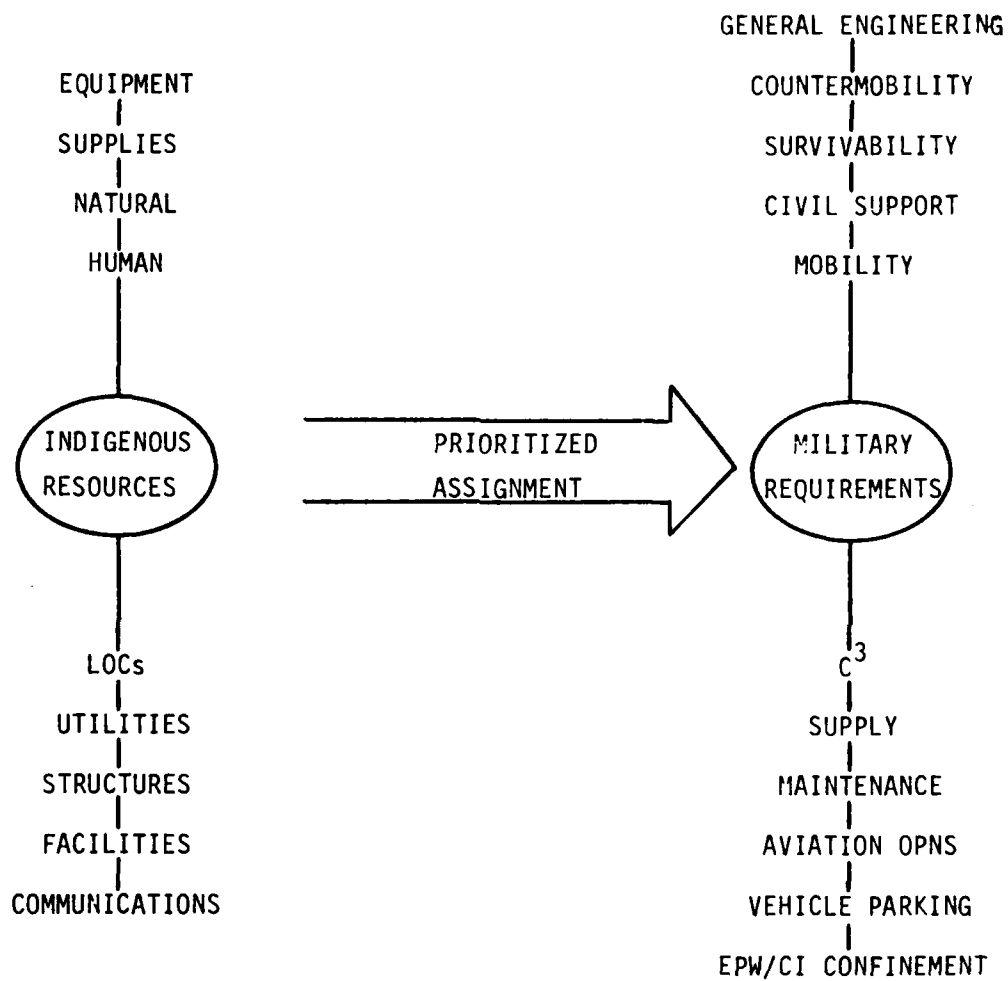 EQUIPMENT
SUPPLIES
NATURAL
HUMAN
INDIGENOUS
RESOURCES
LOCs
UTILITIES
STRUCTURES
FACILITIES
COMMUNICATIONS
PRIORITIZED
ASSIGNMENT
GENERAL ENGINEERING
COUNTERMOBILITY
SURVIVABILITY
CIVIL SUPPORT
MOBILITY
MILITARY
REQUIREMENTS
C³
SUPPLY
MAINTENANCE
AVIATION OPNS
VEHICLE PARKING
EPW/CI CONFINEMENT